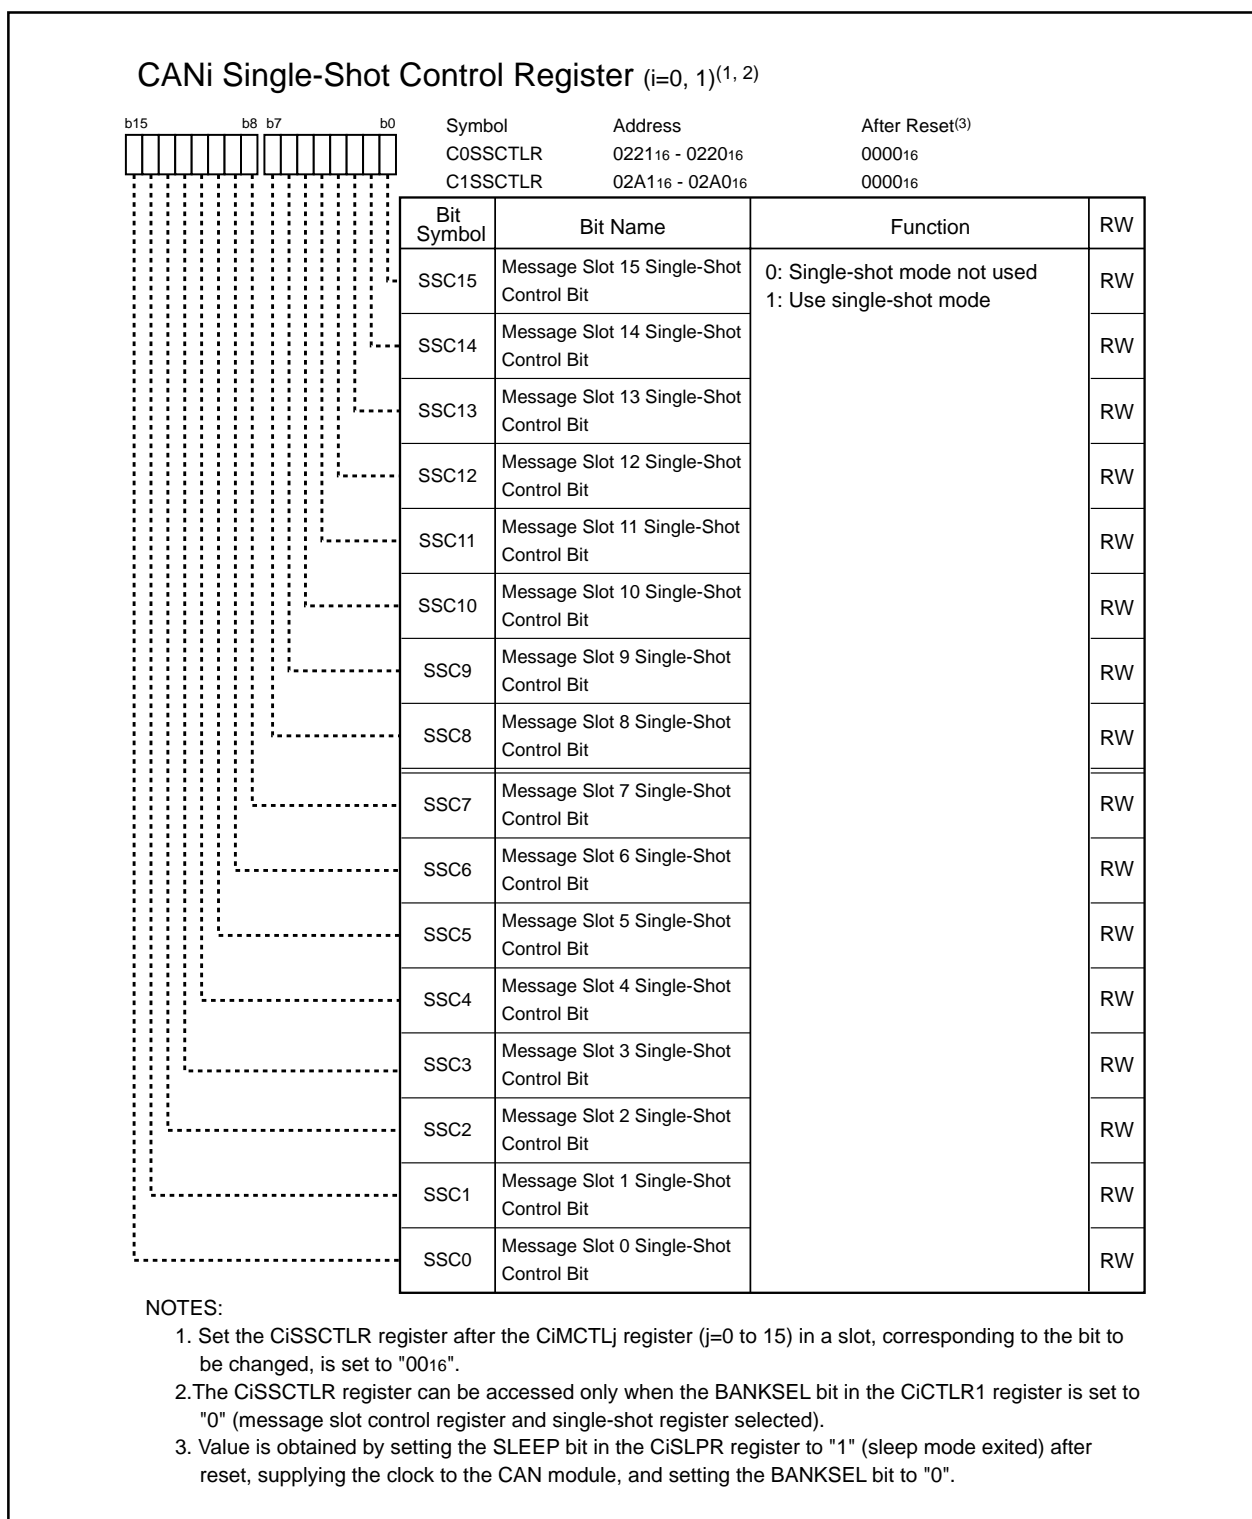 CANi Single-Shot Control Register (i=0, 1)(1, 2)
b15 b8 b7 b0
Symbol Address After Reset(3)
C0SSCTLR 022116 - 022016 000016
C1SSCTLR 02A116 - 02A016 000016
Bit Symbol Bit Name Function RW
SSC15 Message Slot 15 Single-Shot Control Bit 0: Single-shot mode not used RW
1: Use single-shot mode
SSC14 Message Slot 14 Single-Shot Control Bit RW
SSC13 Message Slot 13 Single-Shot Control Bit RW
SSC12 Message Slot 12 Single-Shot Control Bit RW
SSC11 Message Slot 11 Single-Shot Control Bit RW
SSC10 Message Slot 10 Single-Shot Control Bit RW
SSC9 Message Slot 9 Single-Shot Control Bit RW
SSC8 Message Slot 8 Single-Shot Control Bit RW
SSC7 Message Slot 7 Single-Shot Control Bit RW
SSC6 Message Slot 6 Single-Shot Control Bit RW
SSC5 Message Slot 5 Single-Shot Control Bit RW
SSC4 Message Slot 4 Single-Shot Control Bit RW
SSC3 Message Slot 3 Single-Shot Control Bit RW
SSC2 Message Slot 2 Single-Shot Control Bit RW
SSC1 Message Slot 1 Single-Shot Control Bit RW
SSC0 Message Slot 0 Single-Shot Control Bit RW
NOTES:
1. Set the CiSSCTLR register after the CiMCTLj register (j=0 to 15) in a slot, corresponding to the bit to
be changed, is set to "0016".
2.The CiSSCTLR register can be accessed only when the BANKSEL bit in the CiCTLR1 register is set to
"0" (message slot control register and single-shot register selected).
3. Value is obtained by setting the SLEEP bit in the CiSLPR register to "1" (sleep mode exited) after
reset, supplying the clock to the CAN module, and setting the BANKSEL bit to "0".